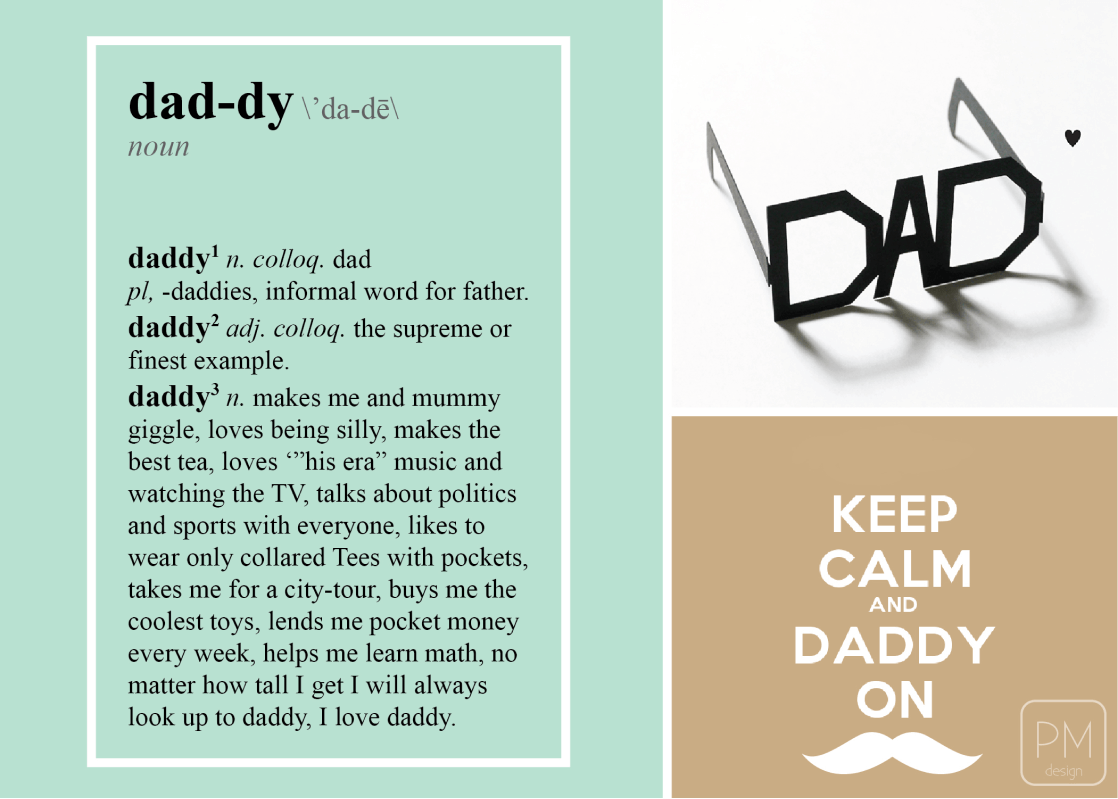 dad-dy \’da-dē\
noun
daddy¹ n. colloq. dad
pl, -daddies, informal word for father.
daddy² adj. colloq. the supreme or
finest example.
daddy³ n. makes me and mummy
giggle, loves being silly, makes the
best tea, loves ‘”his era” music and
watching the TV, talks about politics
and sports with everyone, likes to
wear only collared Tees with pockets,
takes me for a city-tour, buys me the
coolest toys, lends me pocket money
every week, helps me learn math, no
matter how tall I get I will always
look up to daddy, I love daddy.
DAD
KEEP
CALM
AND
DADDY
ON
PM
design